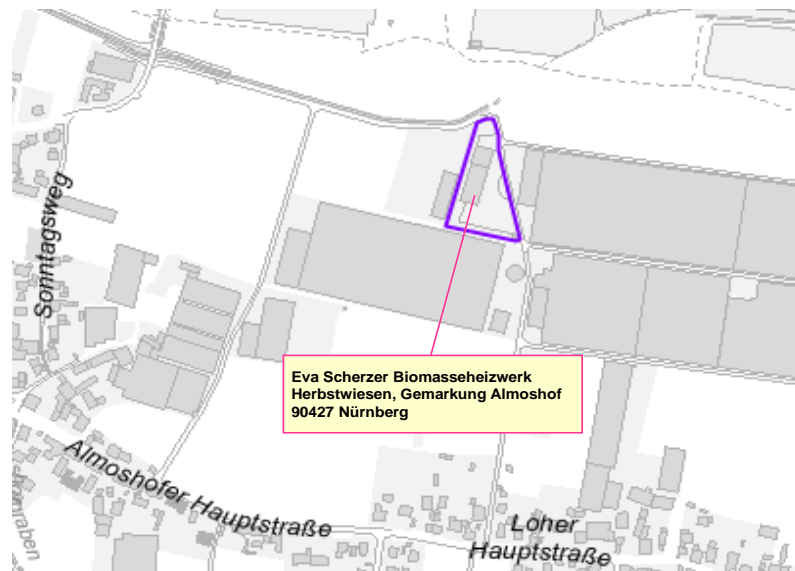 Sonntagsweg
Eva Scherzer Biomasseheizwerk
Herbstwiesen, Gemarkung Almoshof
90427 Nürnberg
Almoshofer Hauptstraße
Loher
Hauptstraße